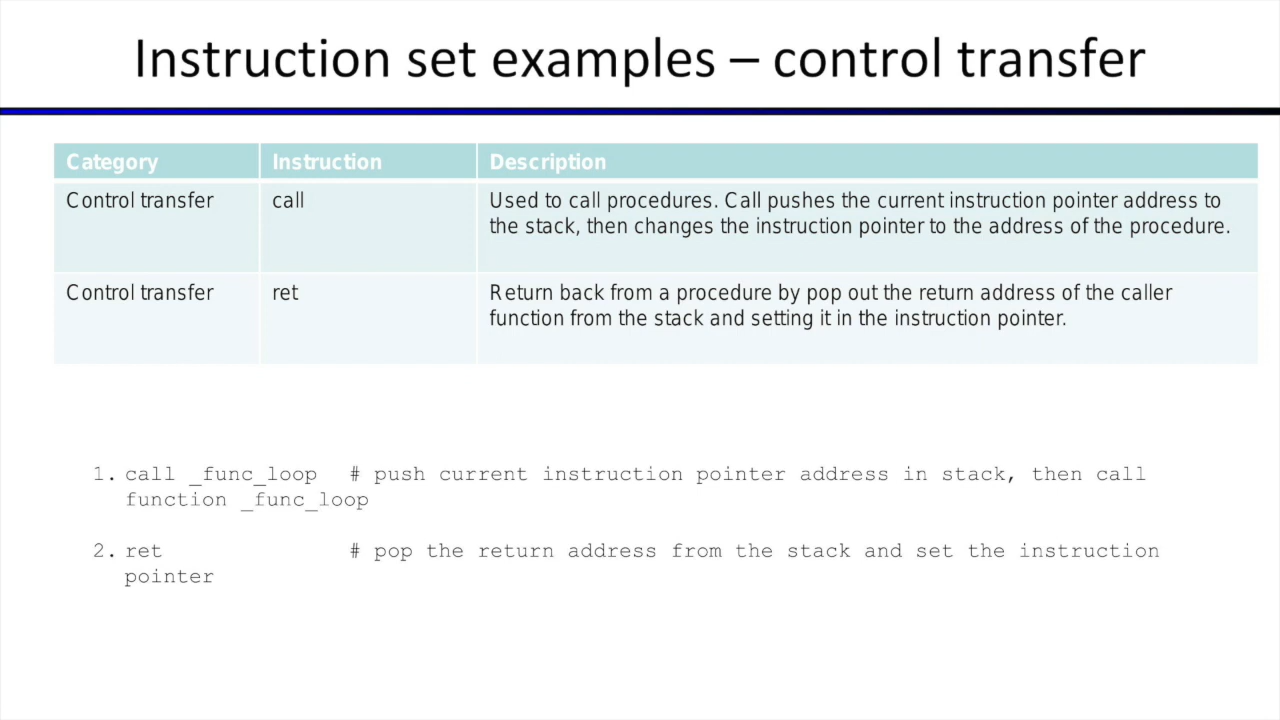 Instruction set examples – control transfer
Category Instruction Description
Control transfer call Used to call procedures. Call pushes the current instruction pointer address to
the stack, then changes the instruction pointer to the address of the procedure.
Control transfer ret Return back from a procedure by pop out the return address of the caller
function from the stack and setting it in the instruction pointer.
1. call _func_loop # push current instruction pointer address in stack, then call
function _func_loop
2. ret # pop the return address from the stack and set the instruction
pointer